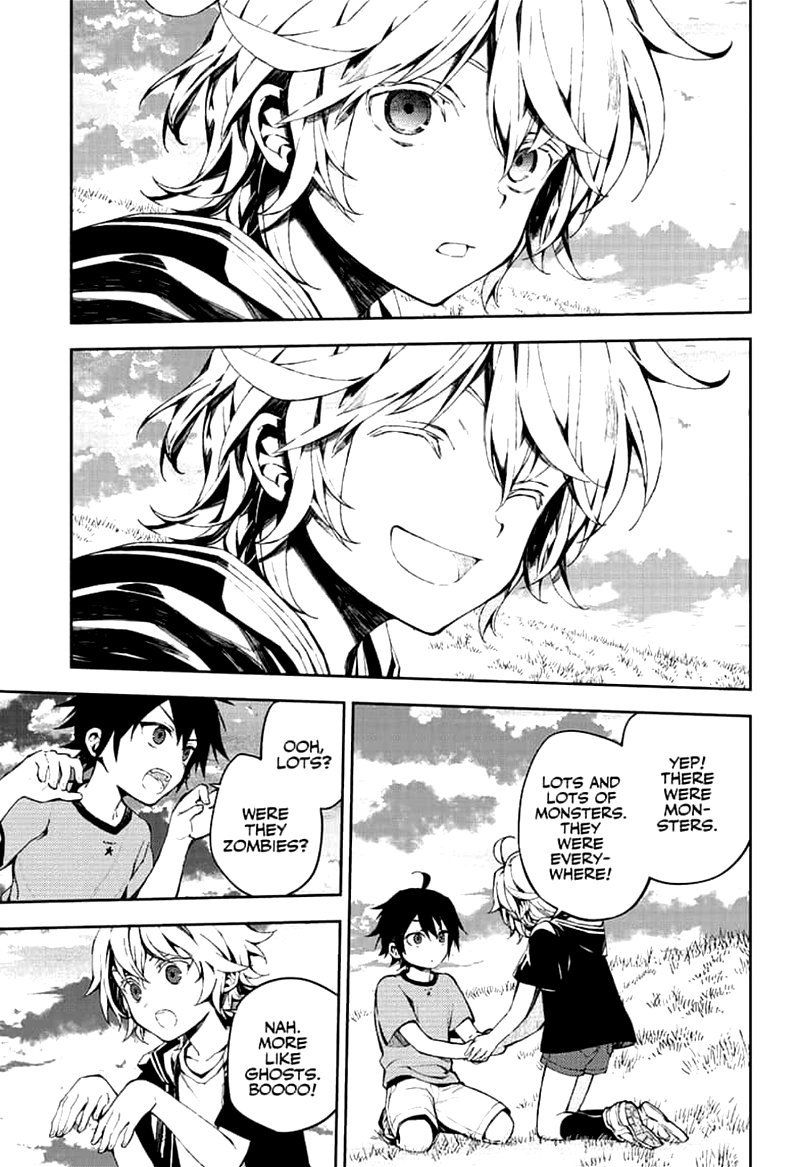 YEP!
THERE
WERE
MON-
STERS.
LOTS AND
LOTS OF
MONSTERS.
THEY
WERE
EVERY-
WHERE!
OOH,
LOTS?
WERE
THEY
ZOMBIES?
NAH.
MORE
LIKE
GHOSTS.
BOOOO!